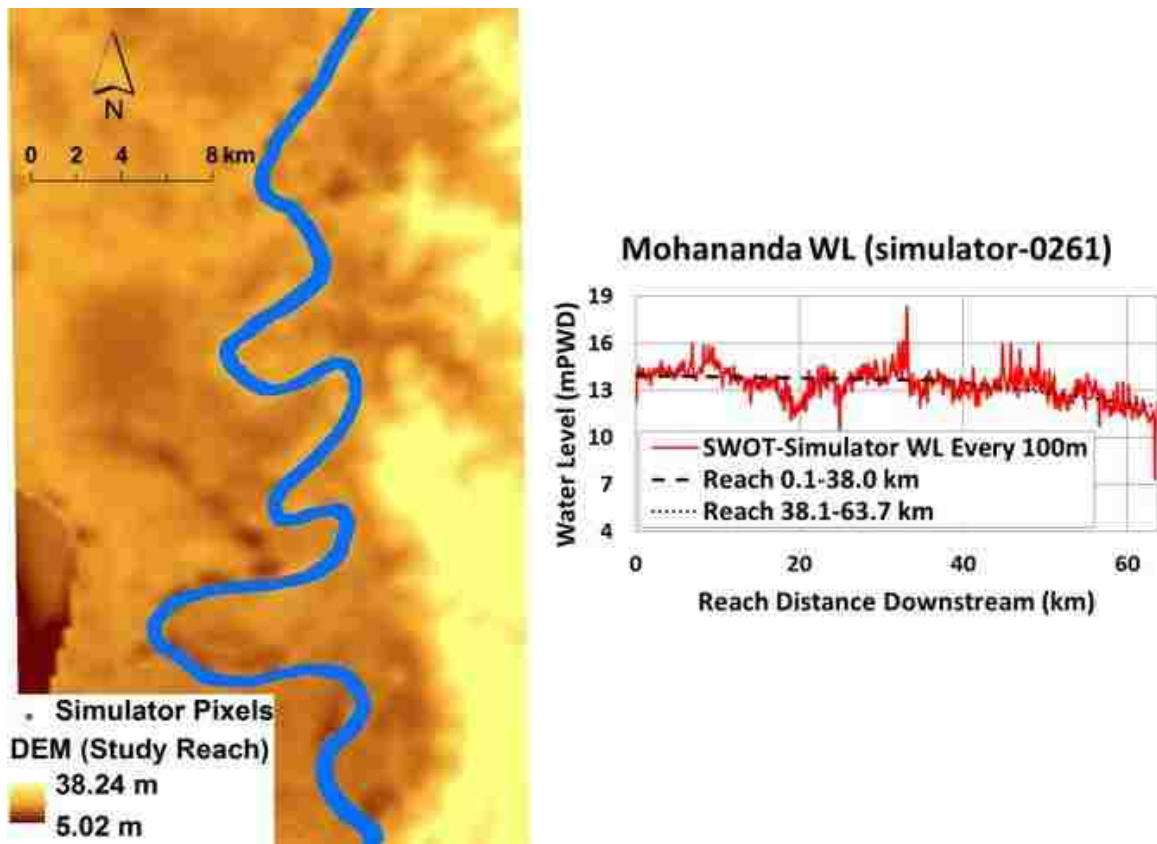 N
0 2 4 8 km
Simulator Pixels
DEM (Study Reach)
38.24 m
5.02 m
Mohananda WL (simulator-0261)
Water Level (mPWD)
19
16
13
10
7
4
SWOT-Simulator WL Every 100m
Reach 0.1-38.0 km
Reach 38.1-63.7 km
0 20 40 60
Reach Distance Downstream (km)